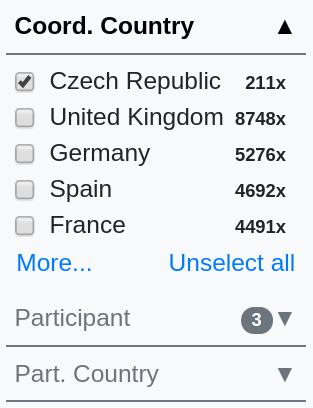 Coord. Country ▲
Czech Republic 211x
United Kingdom 8748x
Germany 5276x
Spain 4692x
France 4491x
More... Unselect all
Participant 3 ▼
Part. Country ▼